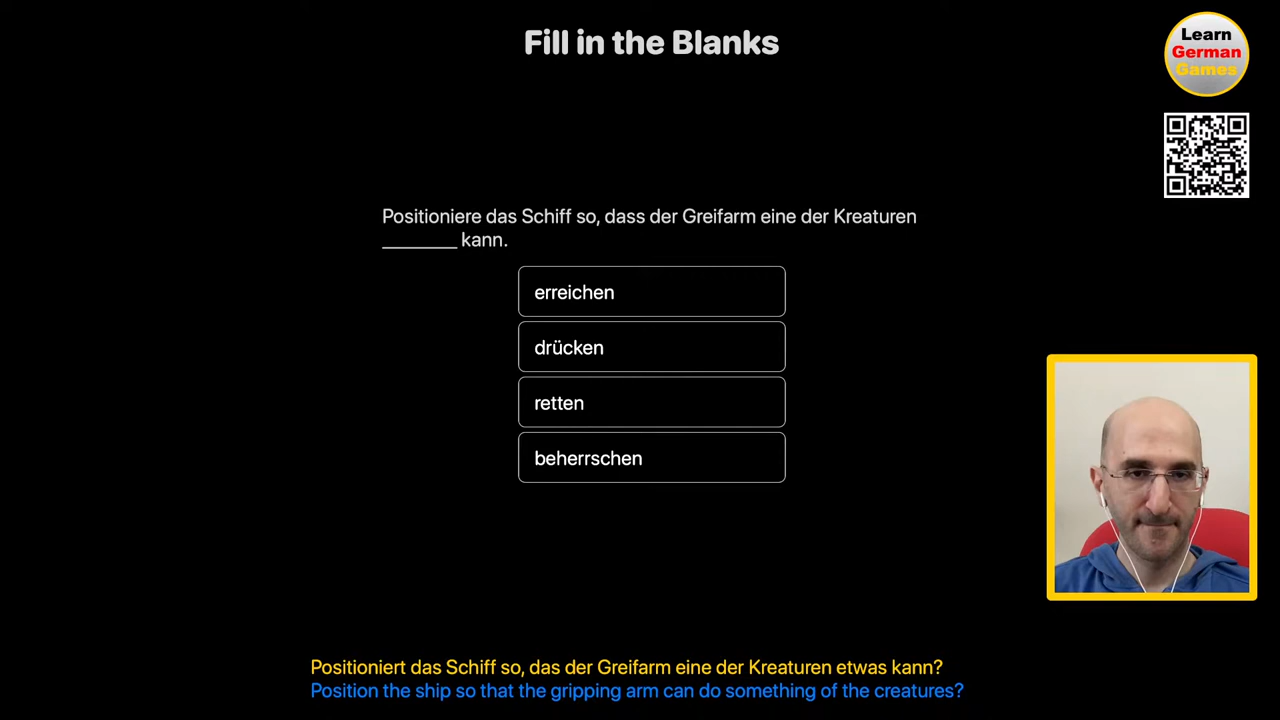 Fill in the Blanks
Learn
German
Games
Positioniere das Schiff so, dass der Greifarm eine der Kreaturen
________ kann.
erreichen
drücken
retten
beherrschen
Positioniert das Schiff so, das der Greifarm eine der Kreaturen etwas kann?
Position the ship so that the gripping arm can do something of the creatures?